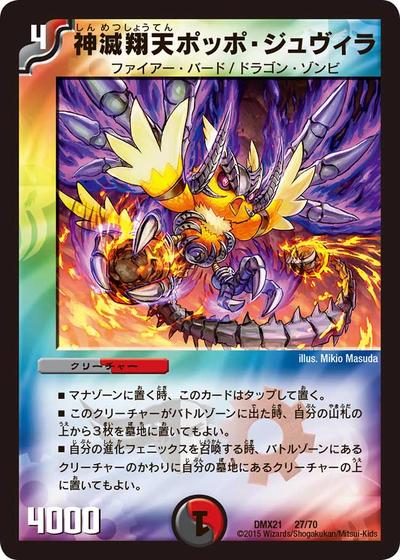 4
しんめつしょうてん
神滅翔天ポッポ・ジュヴィラ
ファイアー・バード / ドラゴン・ゾンビ
illus. Mikio Masuda
クリーチャー
■ マナゾーンに置く時、このカードはタップして置く。
■ このクリーチャーがバトルゾーンに出た時、自分の山札の
上から3枚を墓地に置いてもよい。
■ 自分の進化フェニックスを召喚する時、バトルゾーンにある
クリーチャーのかわりに自分の墓地にあるクリーチャーの上
に置いてもよい。
4000
1
DMX21 27/70
©2015 Wizards/Shogakukan/Mitsui-Kids